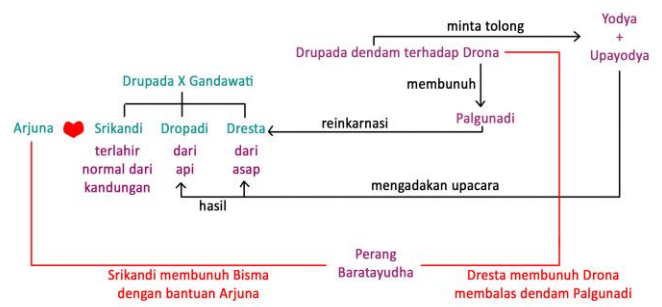 Yodya
+
Upayodya
minta tolong
Drupada dendam terhadap Drona
membunuh
Palgunadi
Drupada X Gandawati
Arjuna
Srikandi
Dropadi
Dresta
reinkarnasi
terlahir
normal dari
kandungan
dari
api
dari
asap
hasil
mengadakan upacara
Perang
Baratayudha
Srikandi membunuh Bisma
dengan bantuan Arjuna
Dresta membunuh Drona
membalas dendam Palgunadi